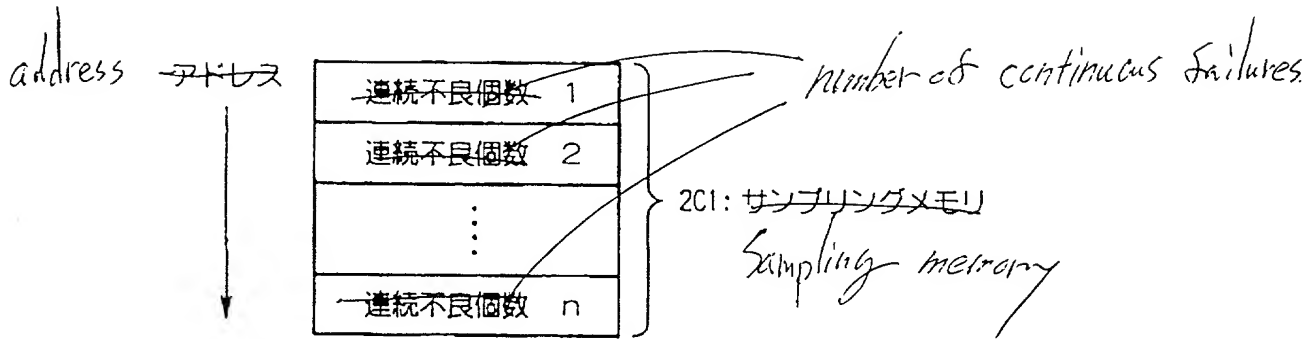 address アドレス
連続不良個数 1
number of continuous failures.
連続不良個数 2
2C1: サンプリングメモリ
Sampling memory
⋮
連続不良個数 n